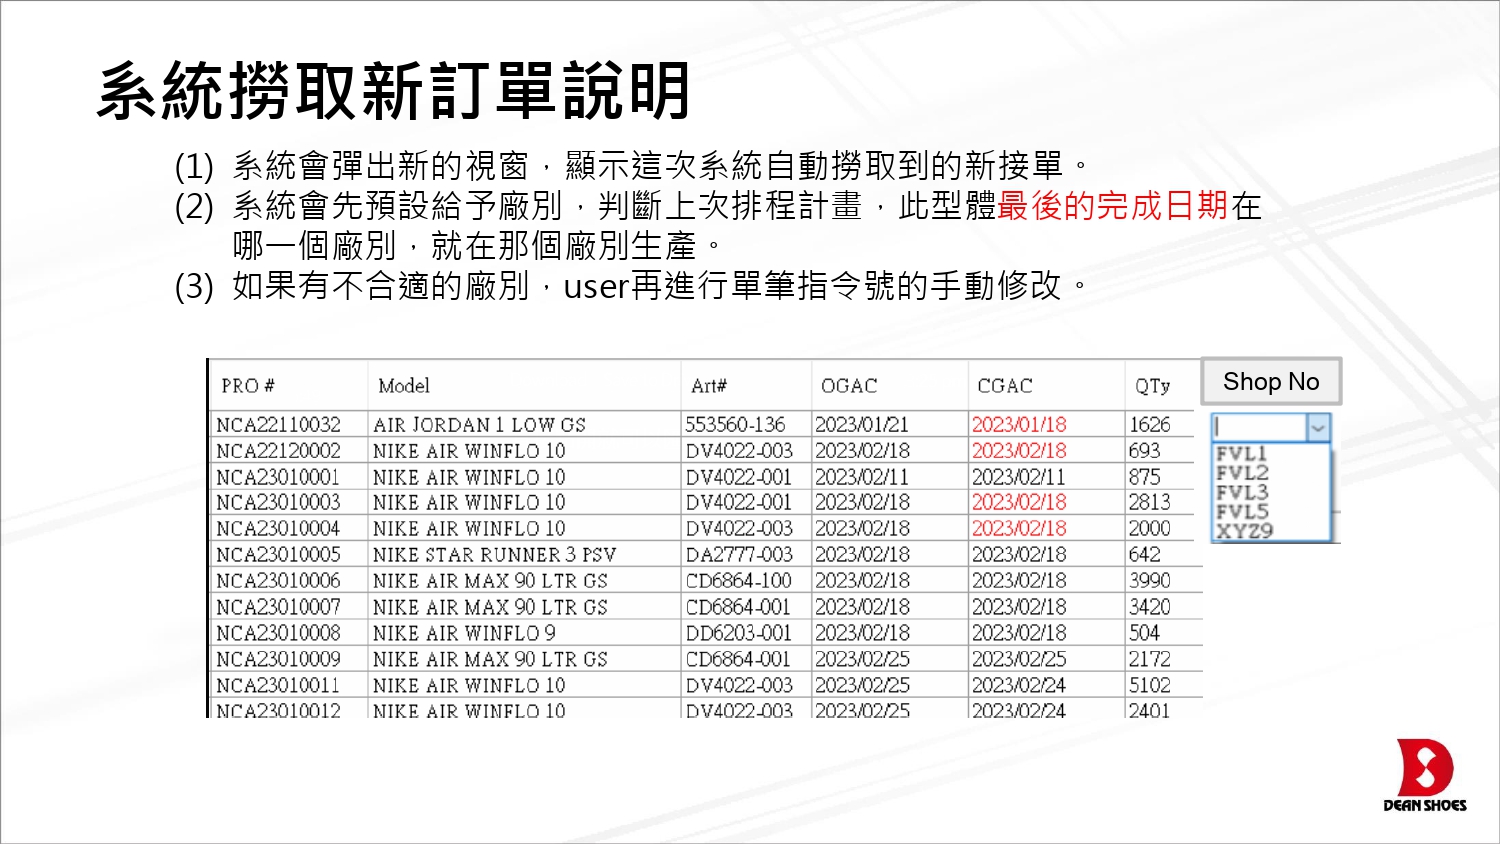 系統撈取新訂單說明
(1) 系統會彈出新的視窗，顯示這次系統自動撈取到的新接單。
(2) 系統會先預設給予廠別，判斷上次排程計畫，此型體最後的完成日期在
哪一個廠別，就在那個廠別生產。
(3) 如果有不合適的廠別，user再進行單筆指令號的手動修改。
PRO # Model Art# OGAC CGAC QTy Shop No
NCA22110032 AIR JORDAN 1 LOW GS 553560-136 2023/01/21 2023/01/18 1626
NCA22120002 NIKE AIR WINFLO 10 DV4022-003 2023/02/18 2023/02/18 693
NCA23010001 NIKE AIR WINFLO 10 DV4022-001 2023/02/11 2023/02/11 875
NCA23010003 NIKE AIR WINFLO 10 DV4022-001 2023/02/18 2023/02/18 2813
NCA23010004 NIKE AIR WINFLO 10 DV4022-003 2023/02/18 2023/02/18 2000
NCA23010005 NIKE STAR RUNNER 3 PSV DA2777-003 2023/02/18 2023/02/18 642
NCA23010006 NIKE AIR MAX 90 LTR GS CD6864-100 2023/02/18 2023/02/18 3990
NCA23010007 NIKE AIR MAX 90 LTR GS CD6864-001 2023/02/18 2023/02/18 3420
NCA23010008 NIKE AIR WINFLO 9 DD6203-001 2023/02/18 2023/02/18 504
NCA23010009 NIKE AIR MAX 90 LTR GS CD6864-001 2023/02/25 2023/02/25 2172
NCA23010011 NIKE AIR WINFLO 10 DV4022-003 2023/02/25 2023/02/24 5102
NCA23010012 NIKE AIR WINFLO 10 DV4022-003 2023/02/25 2023/02/24 2401
FVL1
FVL2
FVL3
FVL5
XYZ9
DEAN SHOES